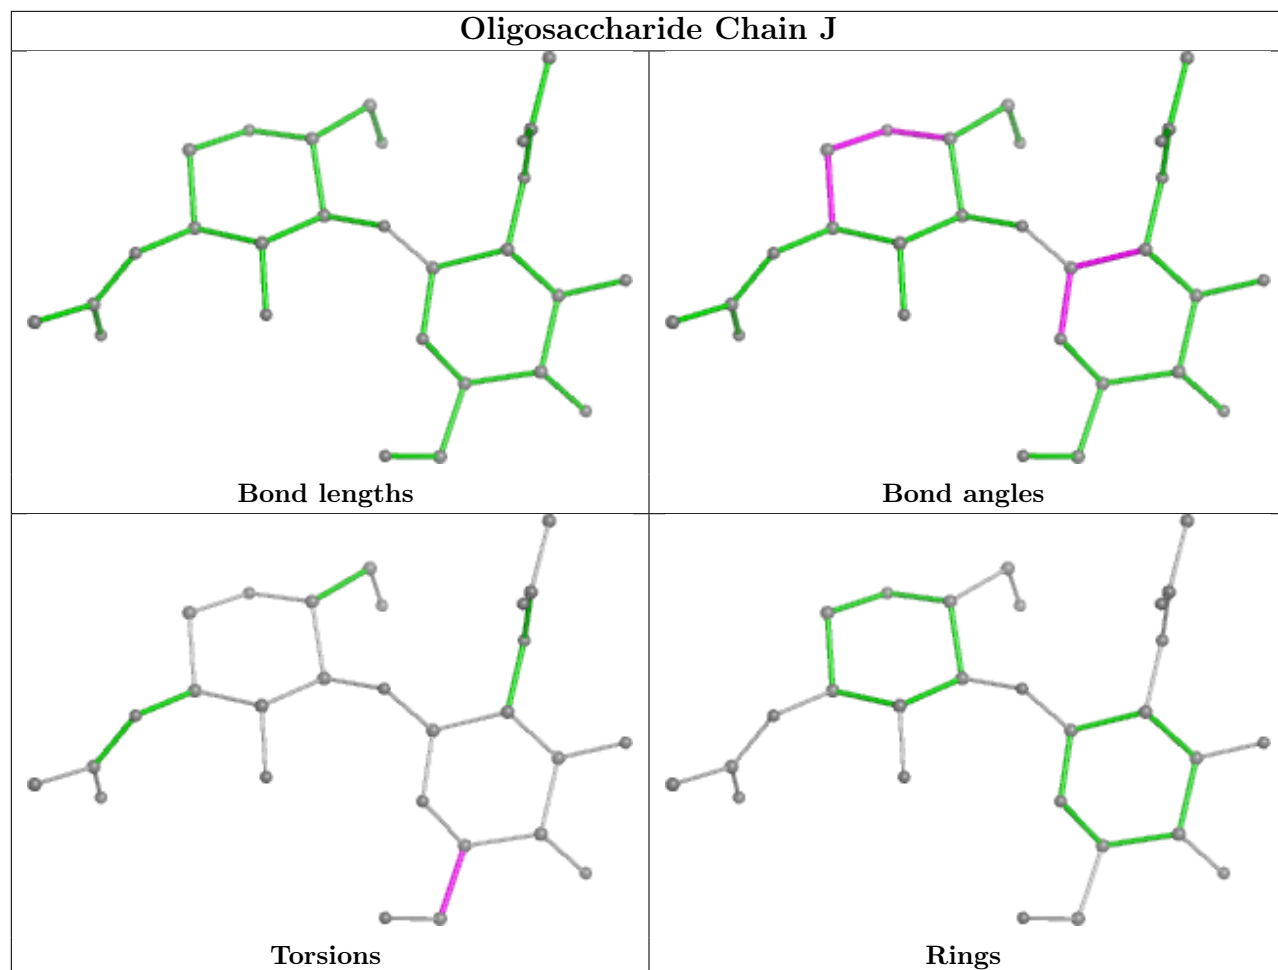 Oligosaccharide Chain J
Bond lengths
Bond angles
Torsions
Rings